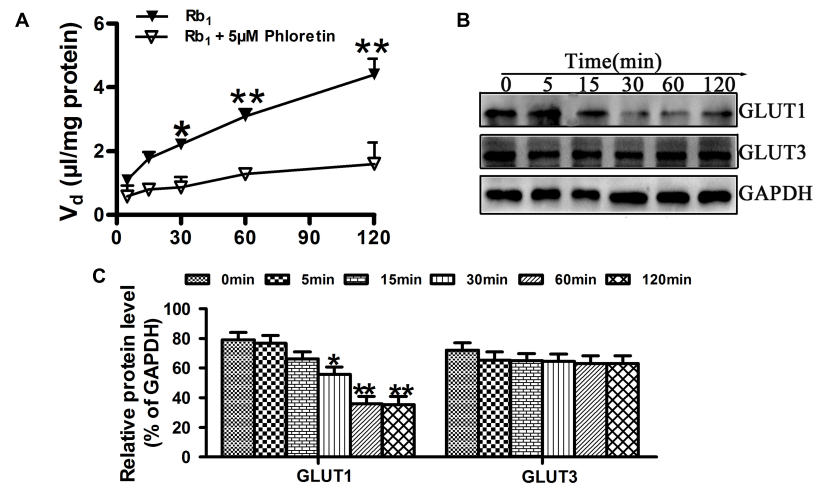 A
Rb1
Rb1 + 5μM Phloretin
Vd (μl/mg protein)
6
4
2
0
0 30 60 90 120
*
**
**
B
Time(min)
0 5 15 30 60 120
GLUT1
GLUT3
GAPDH
C
0min 5min 15min 30min 60min 120min
Relative protein level
(% of GAPDH)
100
80
60
40
20
0
*
**
**
GLUT1 GLUT3